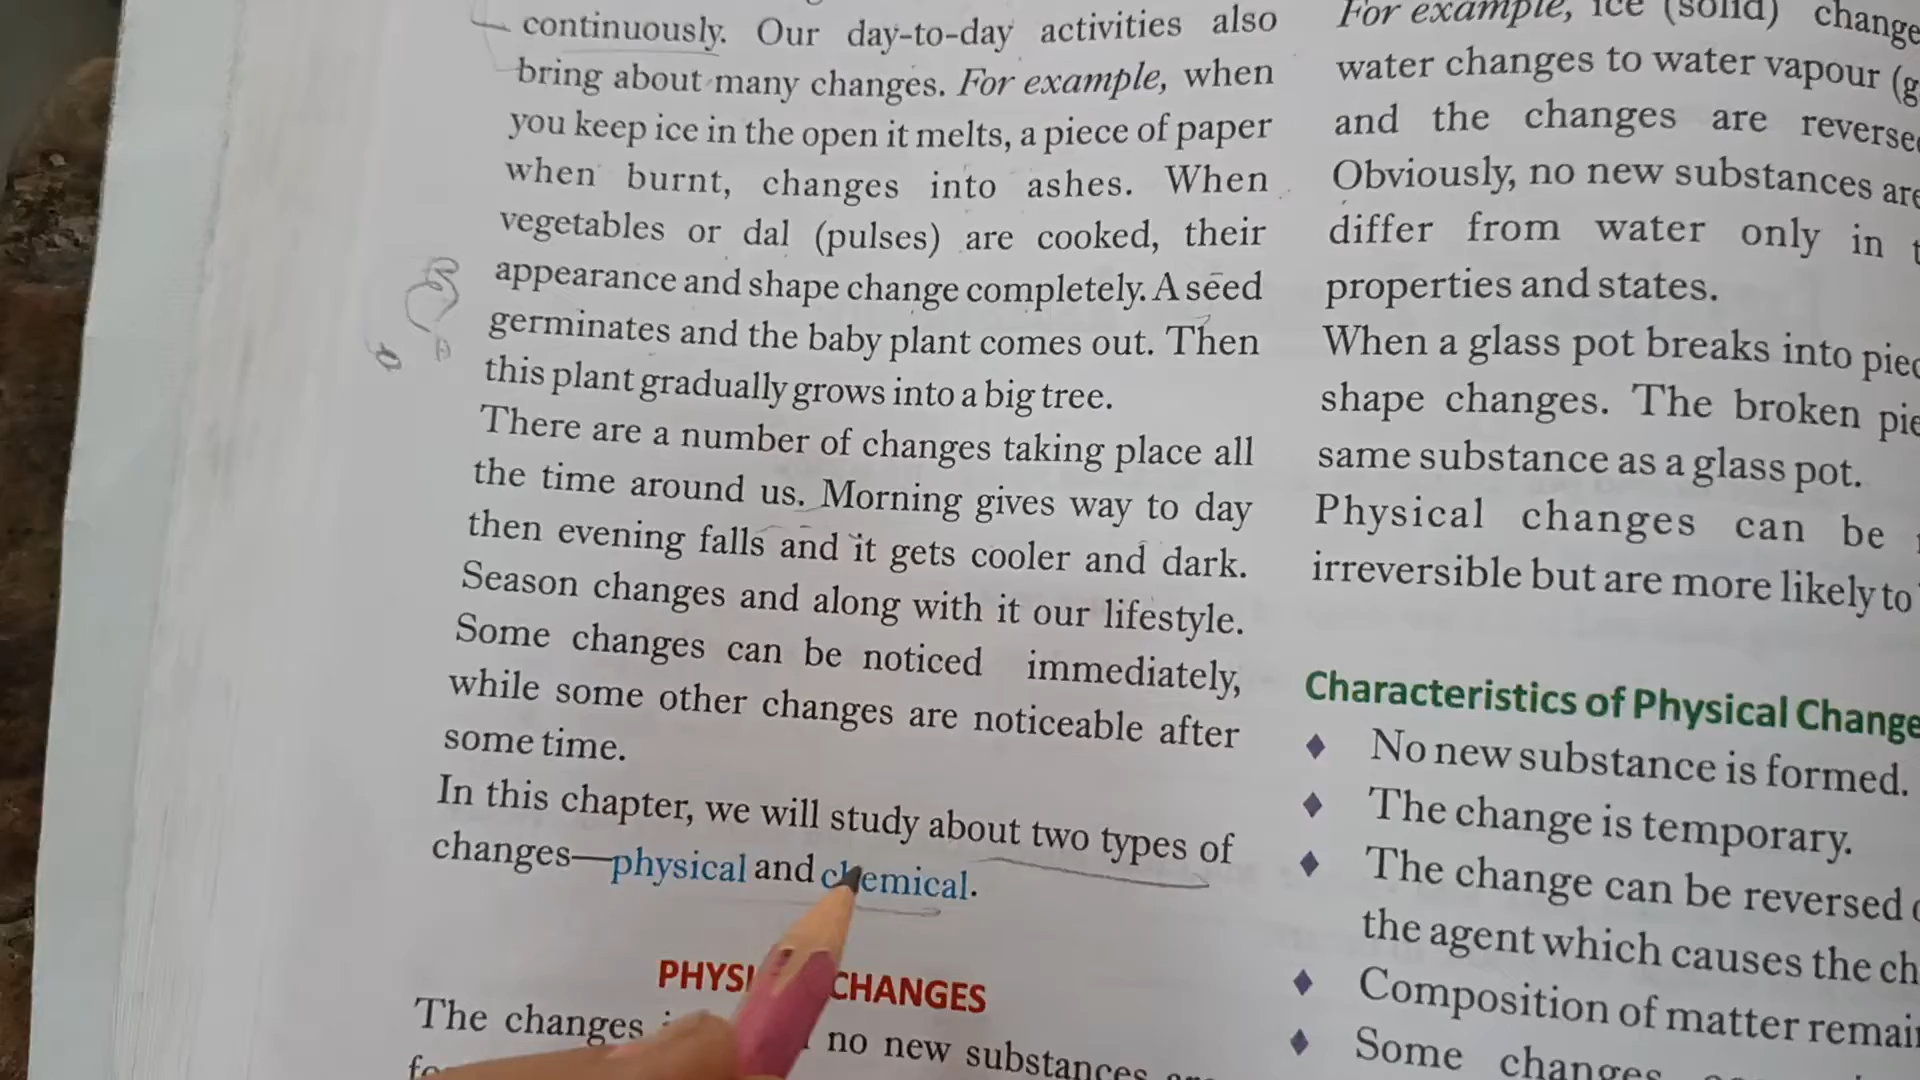 continuously. Our day-to-day activities also
bring about many changes. For example, when
you keep ice in the open it melts, a piece of paper
when burnt, changes into ashes. When
vegetables or dal (pulses) are cooked, their
appearance and shape change completely. A seed
germinates and the baby plant comes out. Then
this plant gradually grows into a big tree.
There are a number of changes taking place all
the time around us. Morning gives way to day
then evening falls and it gets cooler and dark.
Season changes and along with it our lifestyle.
Some changes can be noticed immediately,
while some other changes are noticeable after
some time.
In this chapter, we will study about two types of
changes—physical and chemical.
CHANGES
The changes
no new substances
For example, ice (solid)
water changes to water vapour
and the changes are
Obviously, no new substances
differ from water only in
properties and states.
When a glass pot breaks into
shape changes. The broken
same substance as a glass pot.
Physical changes can be
irreversible but are more likely to
Characteristics of Physical
No new substance is formed.
The change is temporary.
The change can be reversed
the agent which causes the
Composition of matter
Some changes